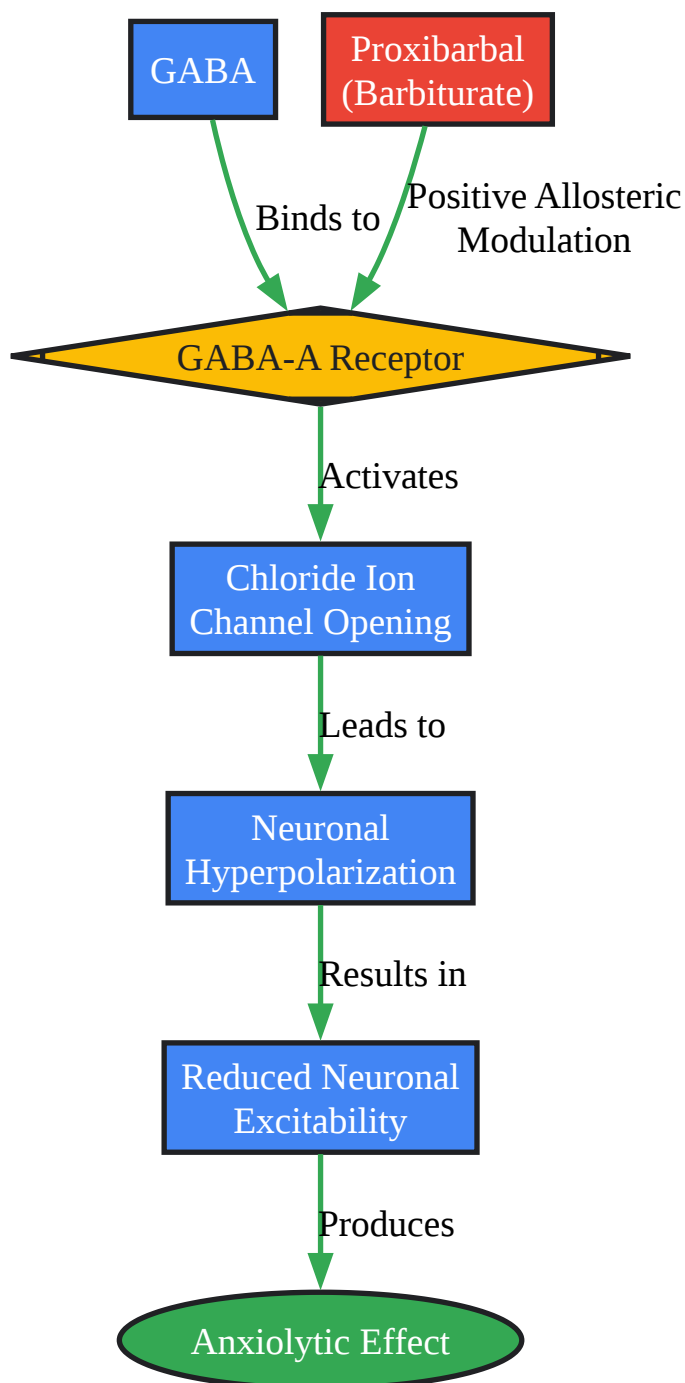 GABA
Proxibarbal
(Barbiturate)
Binds to
Positive Allosteric
Modulation
GABA-A Receptor
Activates
Chloride Ion
Channel Opening
Leads to
Neuronal
Hyperpolarization
Results in
Reduced Neuronal
Excitability
Produces
Anxiolytic Effect